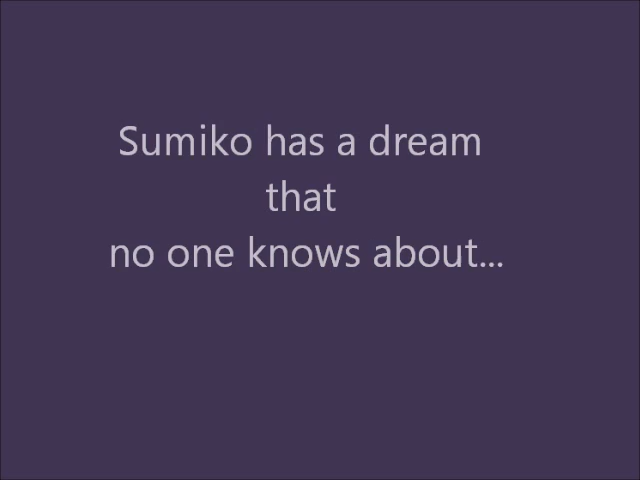 Sumiko has a dream
that
no one knows about...